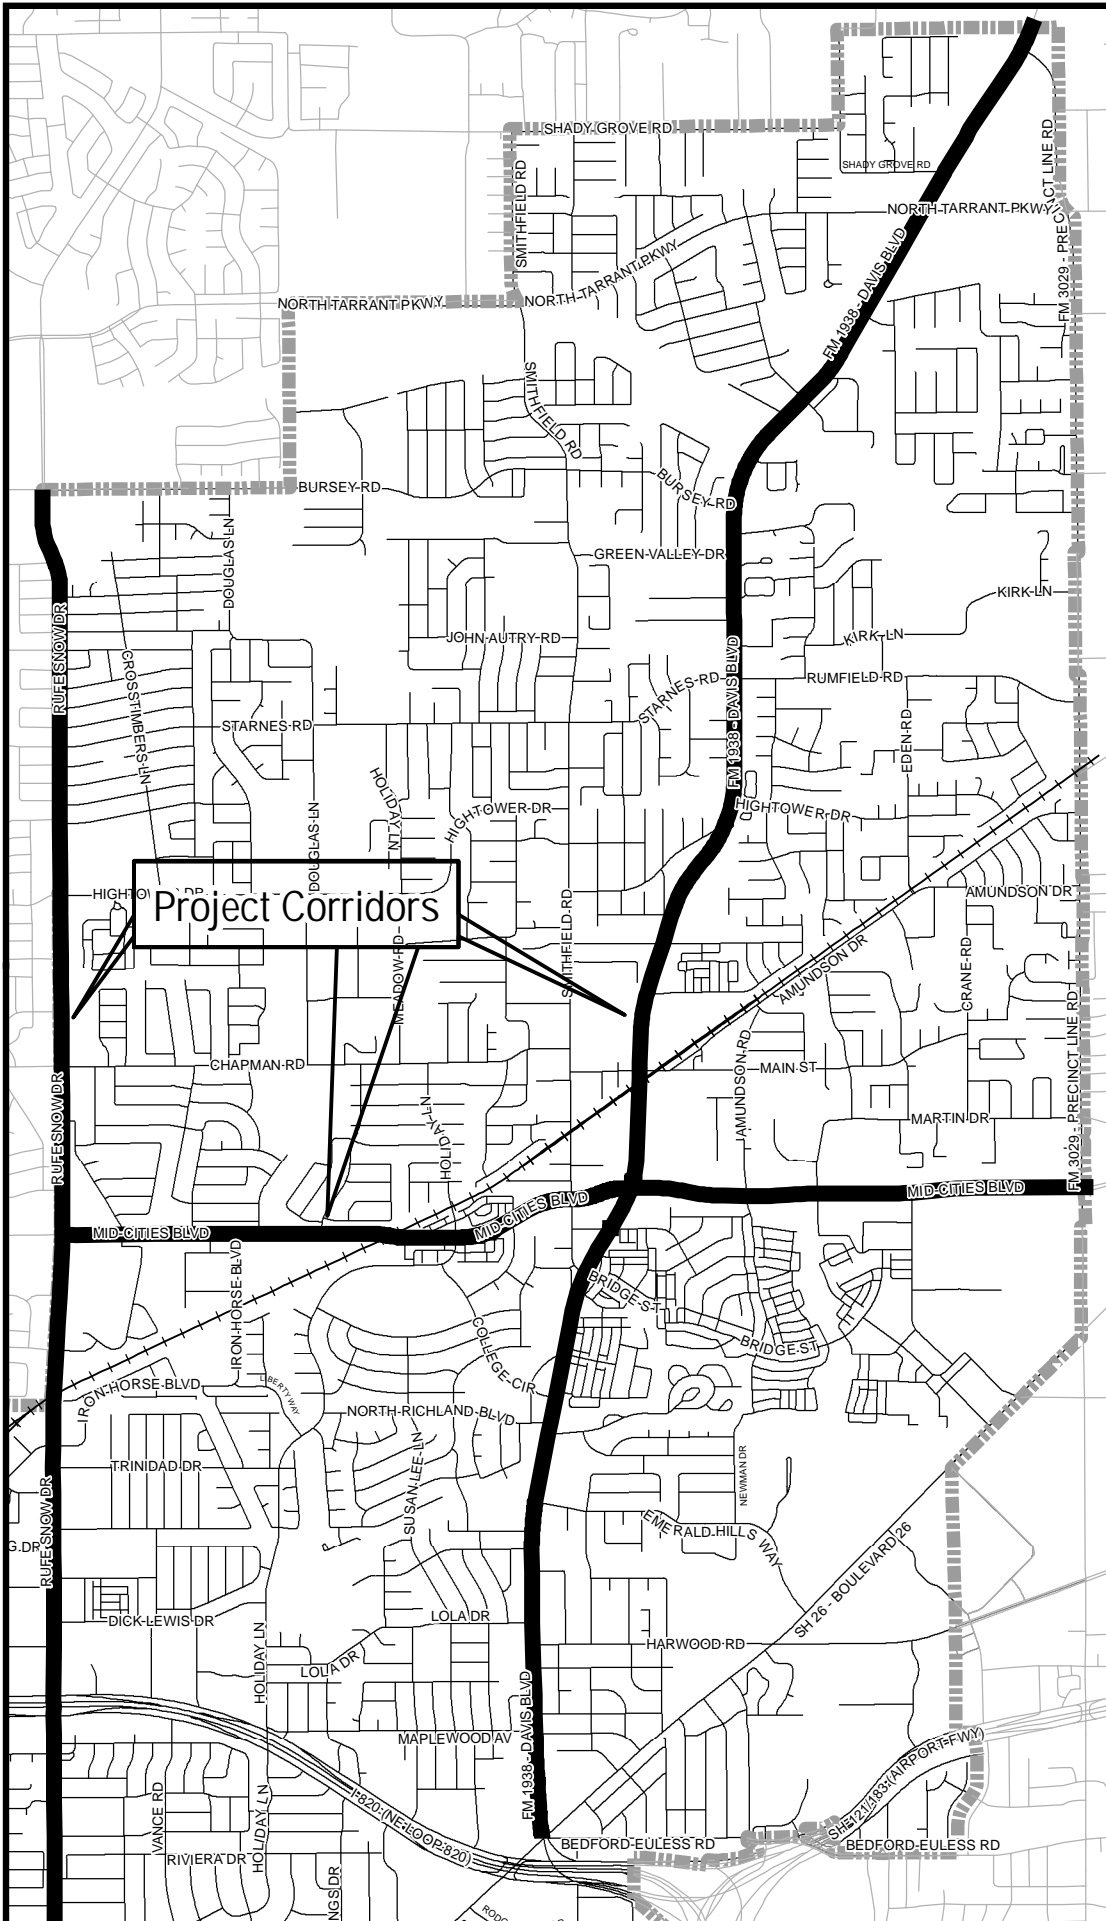 SHADY GROVE RD
SHADY GROVE RD
SMITHFIELD RD
FM 3029 - PRECINCT LINE RD
NORTH TARRANT PKWY
NORTH TARRANT PKWY
NORTH TARRANT PKWY
FM 1938 - DAVIS BLVD
SMITHFIELD RD
BURSEY RD
BURSEY RD
DOUGLAS LN
GREEN VALLEY DR
KIRK LN
KIRK LN
JOHN AUTRY RD
RUFE SNOW DR
CROSSTIMBERS LN
STARNES RD
STARNES RD
RUMFIELD RD
FM 1938 - DAVIS BLVD
EDEN RD
HOLIDAY LN
HIGHTOWER DR
HIGHTOWER DR
DOUGLAS LN
AMUNDSON DR
Project Corridors
SMITHFIELD RD
MEADOW RD
AMUNDSON DR
CRANE RD
CHAPMAN RD
MAIN ST
AMUNDSON RD
MARTIN DR
RUFE SNOW DR
HOLIDAY LN
FM 3029 - PRECINCT LINE RD
MID-CITIES BLVD
MID-CITIES BLVD
MID-CITIES BLVD
IRON HORSE BLVD
BRIDGE ST
BRIDGE ST
COLLEGE CIR
IRON HORSE BLVD
LIBERTY WAY
NORTH RICHLAND BLVD
SUSAN LEE LN
TRINIDAD DR
NEWMAN DR
RUFE SNOW DR
EMERALD HILLS WAY
G DR
SH 26 - BOULEVARD 26
DICK LEWIS DR
LOLA DR
HARWOOD RD
HOLIDAY LN
LOLA DR
MAPLEWOOD AV
FM 1938 - DAVIS BLVD
I-820 (NE LOOP 820)
SH 121/183 (AIRPORT FWY)
VANCE RD
HOLIDAY LN
RIVIERA DR
BEDFORD EULESS RD
BEDFORD EULESS RD
NGS DR